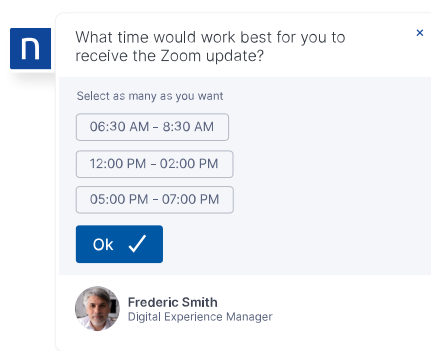 n
What time would work best for you to
receive the Zoom update?
×
Select as many as you want
06:30 AM – 8:30 AM
12:00 PM – 02:00 PM
05:00 PM – 07:00 PM
Ok ✓
Frederic Smith
Digital Experience Manager